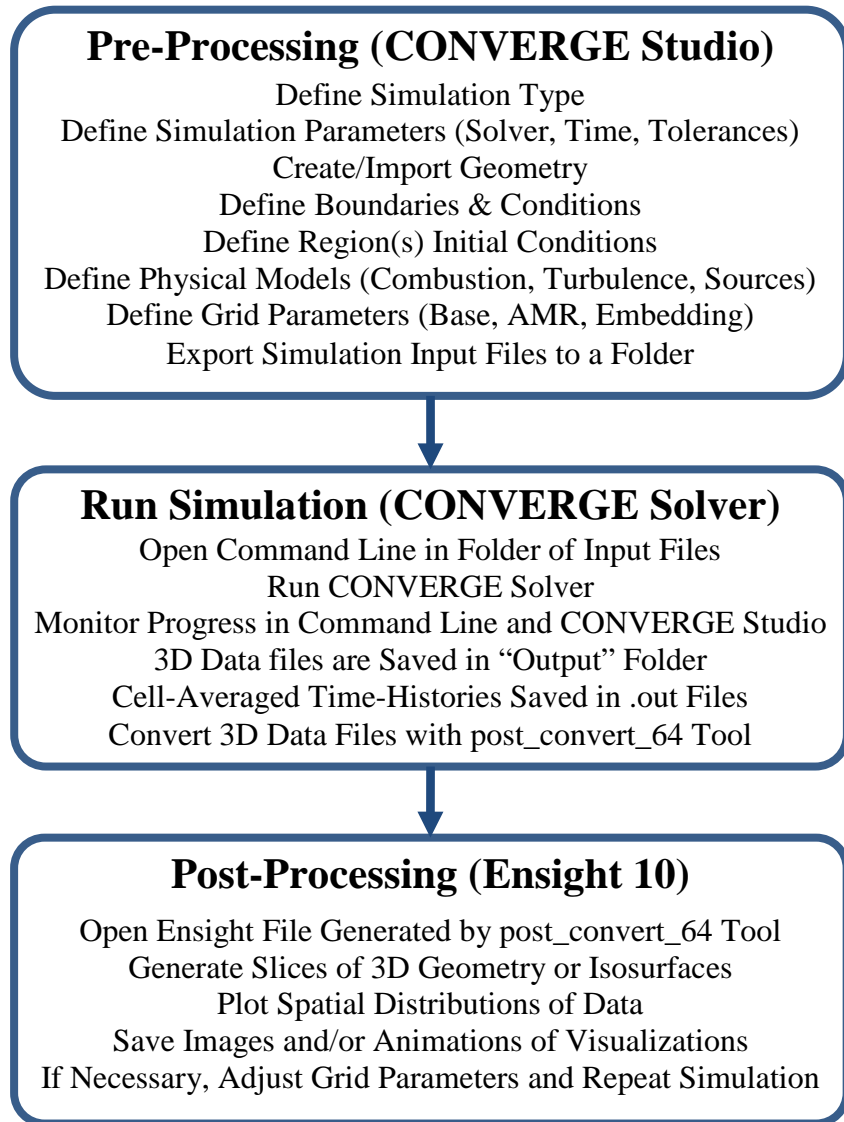 Pre-Processing (CONVERGE Studio)
Define Simulation Type
Define Simulation Parameters (Solver, Time, Tolerances)
Create/Import Geometry
Define Boundaries & Conditions
Define Region(s) Initial Conditions
Define Physical Models (Combustion, Turbulence, Sources)
Define Grid Parameters (Base, AMR, Embedding)
Export Simulation Input Files to a Folder
Run Simulation (CONVERGE Solver)
Open Command Line in Folder of Input Files
Run CONVERGE Solver
Monitor Progress in Command Line and CONVERGE Studio
3D Data files are Saved in “Output” Folder
Cell-Averaged Time-Histories Saved in .out Files
Convert 3D Data Files with post_convert_64 Tool
Post-Processing (Ensight 10)
Open Ensight File Generated by post_convert_64 Tool
Generate Slices of 3D Geometry or Isosurfaces
Plot Spatial Distributions of Data
Save Images and/or Animations of Visualizations
If Necessary, Adjust Grid Parameters and Repeat Simulation